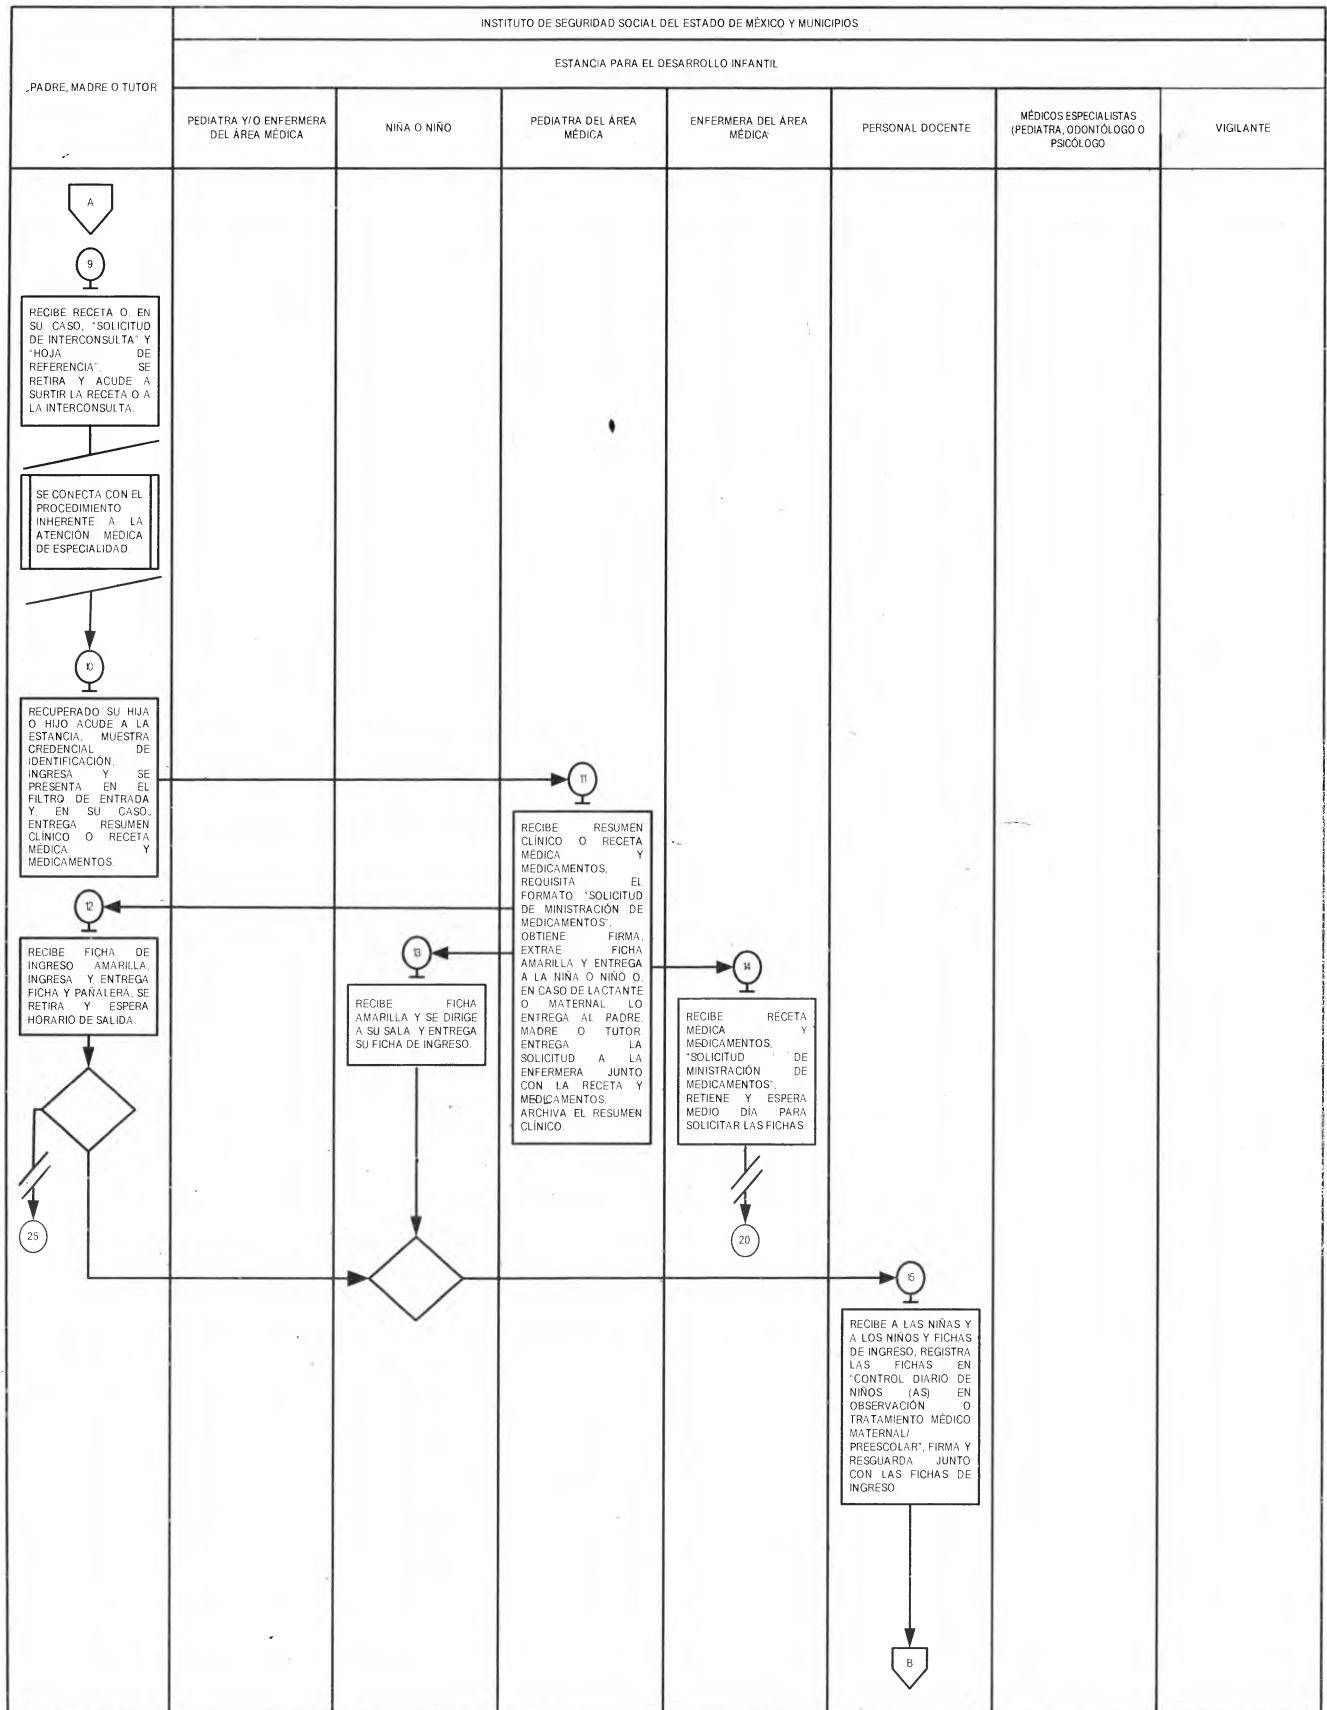 INSTITUTO DE SEGURIDAD SOCIAL DEL ESTADO DE MÉXICO Y MUNICIPIOS
ESTANCIA PARA EL DESARROLLO INFANTIL
PADRE, MADRE O TUTOR
PEDIATRA Y/O ENFERMERA
DEL ÁREA MÉDICA
NIÑA O NIÑO
PEDIATRA DEL ÁREA
MÉDICA
ENFERMERA DEL ÁREA
MÉDICA
PERSONAL DOCENTE
MÉDICOS ESPECIALISTAS
(PEDIATRA, ODONTÓLOGO O
PSICÓLOGO
VIGILANTE
A
9
RECIBE RECETA O, EN
SU CASO, "SOLICITUD
DE INTERCONSULTA" Y
"HOJA DE
REFERENCIA", SE
RETIRA Y ACUDE A
SURTIR LA RECETA O A
LA INTERCONSULTA.
SE CONECTA CON EL
PROCEDIMIENTO
INHERENTE A LA
ATENCIÓN MÉDICA
DE ESPECIALIDAD.
10
RECUPERADO SU HIJA
O HIJO ACUDE A LA
ESTANCIA, MUESTRA
CREDENCIAL DE
IDENTIFICACIÓN,
INGRESA Y SE
PRESENTA EN EL
FILTRO DE ENTRADA
Y, EN SU CASO,
ENTREGA RESUMEN
CLÍNICO O RECETA
MÉDICA Y
MEDICAMENTOS.
11
RECIBE RESUMEN
CLÍNICO O RECETA
MÉDICA Y
MEDICAMENTOS,
REQUISITA EL
FORMATO "SOLICITUD
DE MINISTRACIÓN DE
MEDICAMENTOS",
OBTIENE FIRMA,
EXTRAE FICHA
AMARILLA Y ENTREGA
A LA NIÑA O NIÑO O,
EN CASO DE LACTANTE
O MATERNAL, LO
ENTREGA AL PADRE,
MADRE O TUTOR.
ENTREGA LA
SOLICITUD A LA
ENFERMERA JUNTO
CON LA RECETA Y
MEDICAMENTOS.
ARCHIVA EL RESUMEN
CLÍNICO.
12
RECIBE FICHA DE
INGRESO AMARILLA,
INGRESA Y ENTREGA
FICHA Y PAÑALERA, SE
RETIRA Y ESPERA
HORARIO DE SALIDA.
13
RECIBE FICHA
AMARILLA Y SE DIRIGE
A SU SALA Y ENTREGA
SU FICHA DE INGRESO.
14
RECIBE RECETA
MÉDICA Y
MEDICAMENTOS,
"SOLICITUD DE
MINISTRACIÓN DE
MEDICAMENTOS",
RETIENE Y ESPERA
MEDIO DÍA PARA
SOLICITAR LAS FICHAS.
25
20
15
RECIBE A LAS NIÑAS Y
A LOS NIÑOS Y FICHAS
DE INGRESO, REGISTRA
LAS FICHAS EN
"CONTROL DIARIO DE
NIÑOS (AS) EN
OBSERVACIÓN O
TRATAMIENTO MÉDICO
MATERNAL/
PREESCOLAR", FIRMA Y
RESGUARDA JUNTO
CON LAS FICHAS DE
INGRESO
B